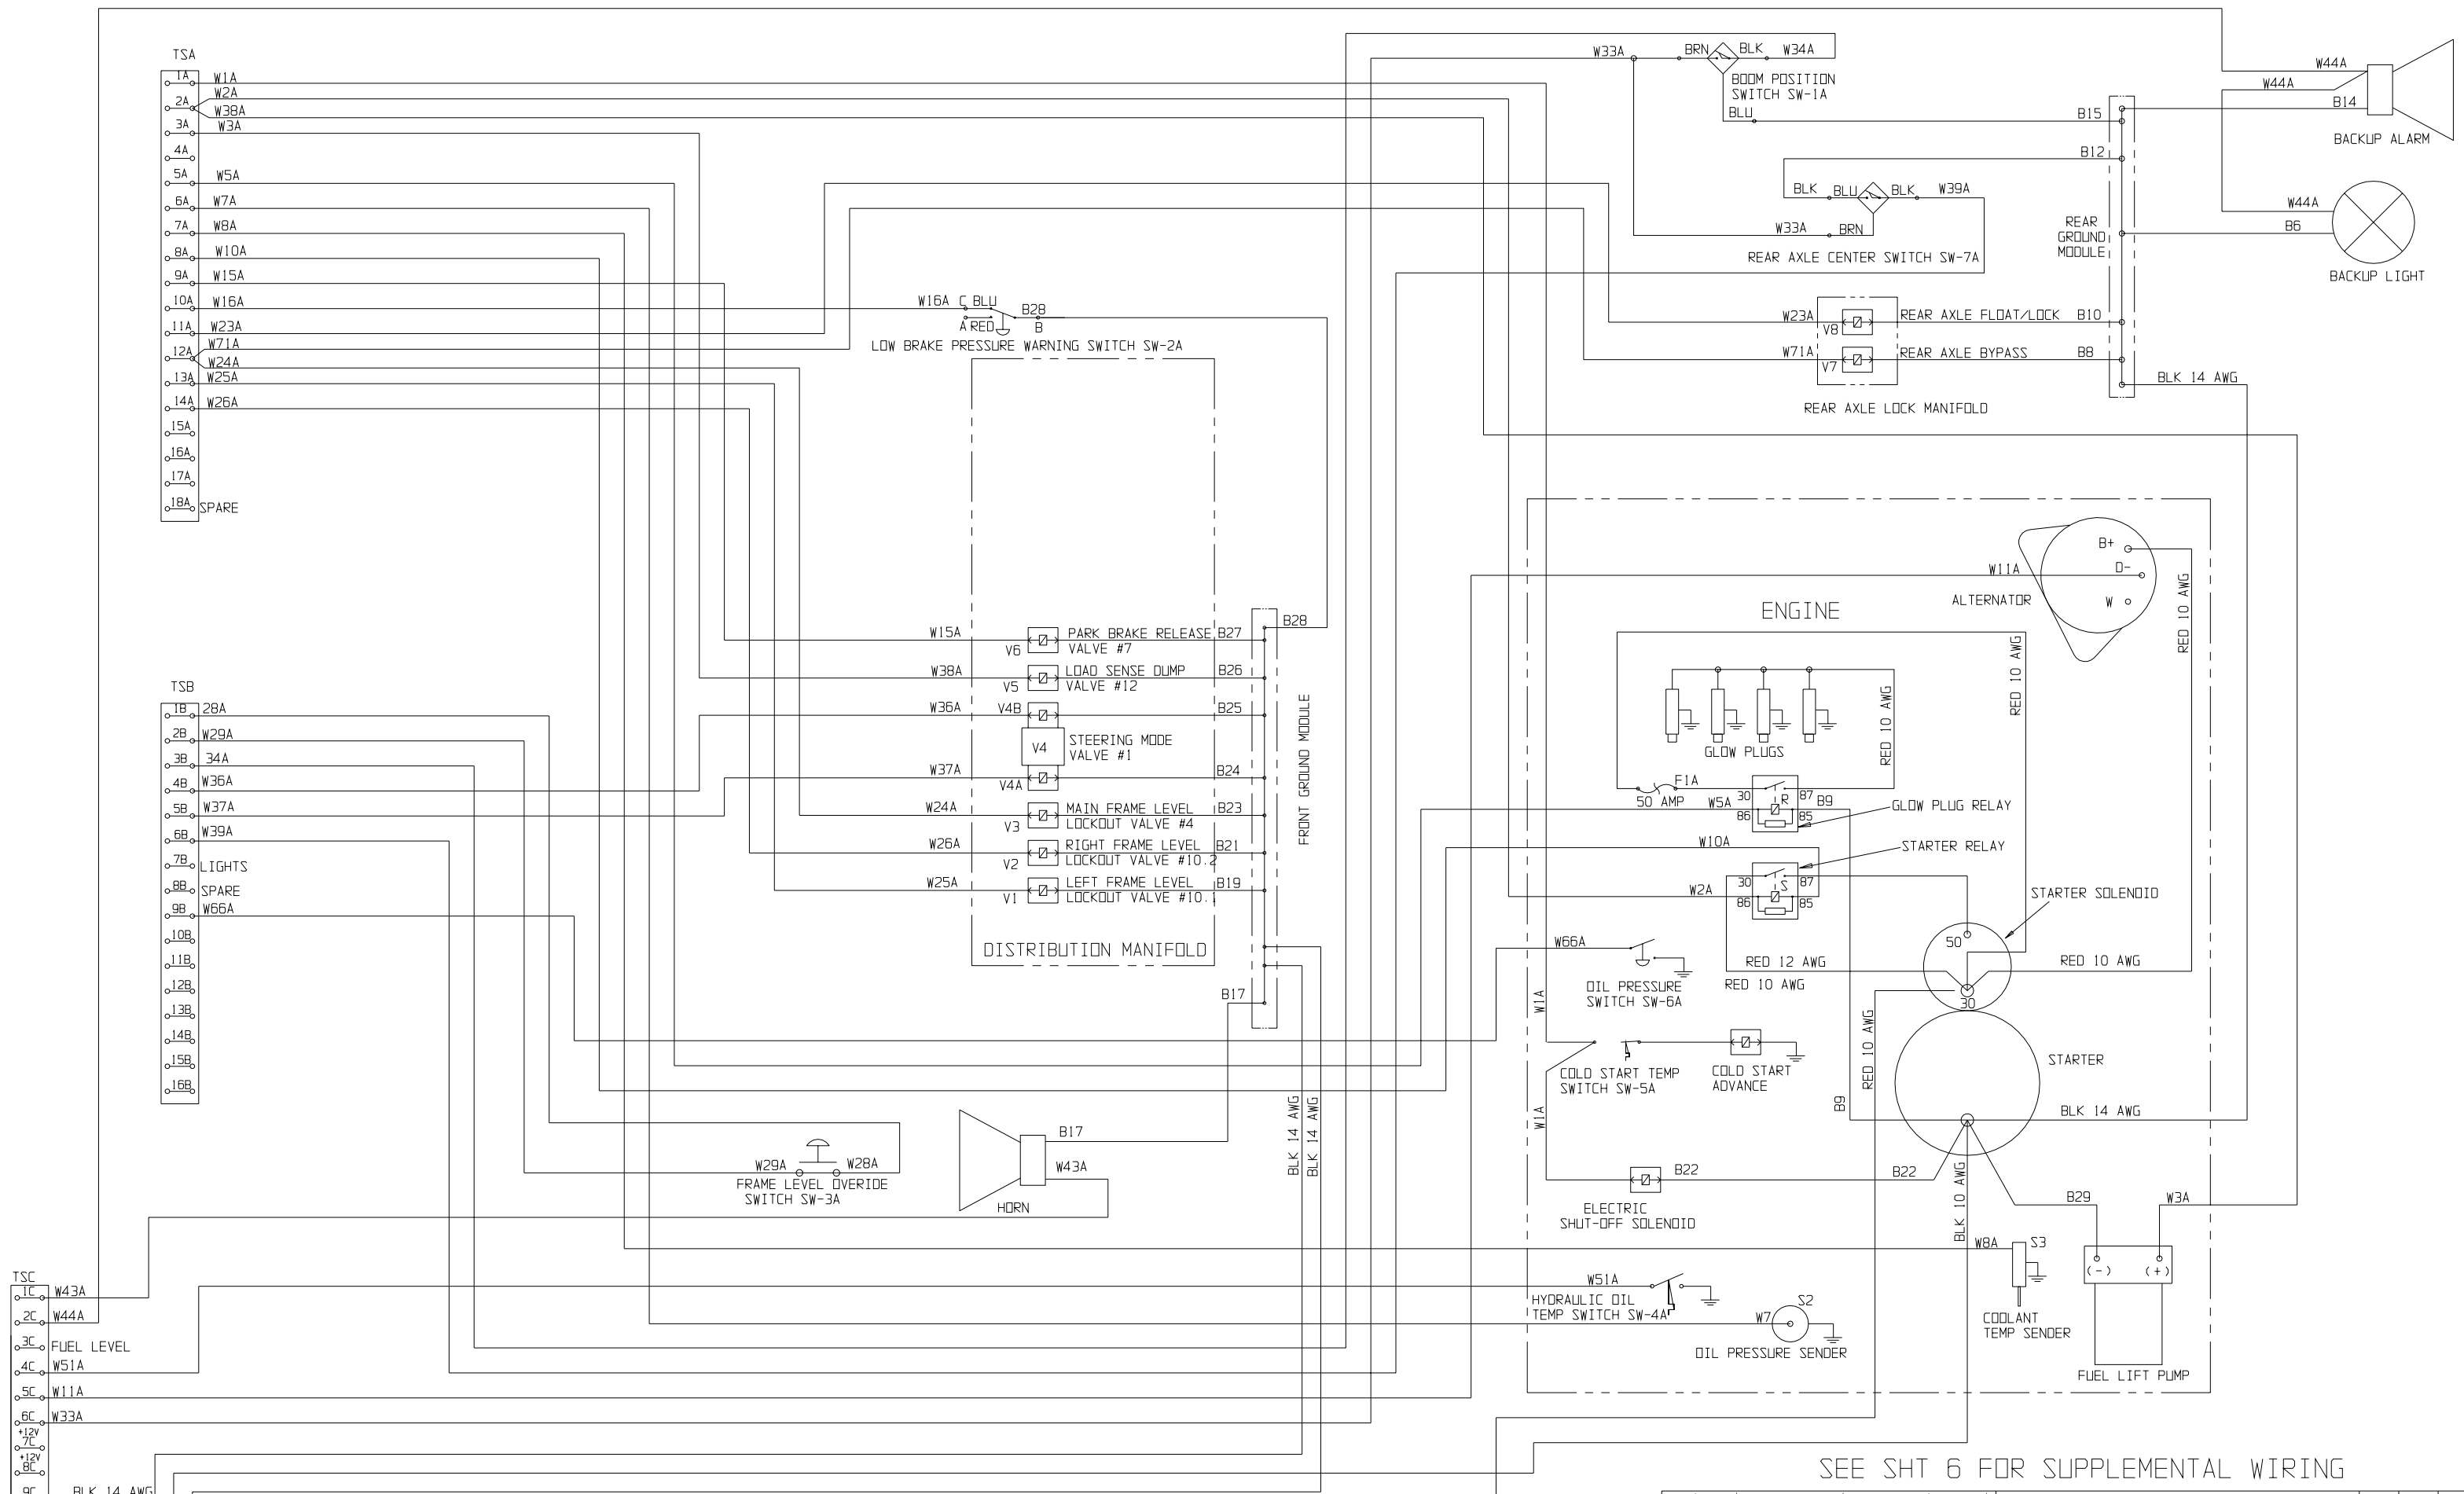 TSA
1A W1A
W2A
2A
W38A
3A W3A
4A
5A W5A
6A W7A
7A W8A
8A W10A
9A W15A
10A W16A
11A W23A
W71A
12A
W24A
13A W25A
14A W26A
15A
16A
17A
18A SPARE
TSB
1B 28A
2B W29A
3B 34A
4B W36A
5B W37A
6B W39A
7B LIGHTS
8B SPARE
9B W66A
10B
11B
12B
13B
14B
15B
16B
TSC
1C W43A
2C W44A
3C FUEL LEVEL
4C W51A
5C W11A
6C W33A
+12V
7C
+12V
8C
9C BLK 14 AWG
W16A C BLU B28
A RED B
LOW BRAKE PRESSURE WARNING SWITCH SW-2A
B28
W15A V6 PARK BRAKE RELEASE B27
VALVE #7
W38A V5 LOAD SENSE DUMP B26
VALVE #12
W36A V4B B25
V4 STEERING MODE
VALVE #1
W37A V4A B24
W24A V3 MAIN FRAME LEVEL B23
LOCKOUT VALVE #4
W26A V2 RIGHT FRAME LEVEL B21
LOCKOUT VALVE #10.2
W25A V1 LEFT FRAME LEVEL B19
LOCKOUT VALVE #10.1
DISTRIBUTION MANIFOLD
FRONT GROUND MODULE
B17
BLK 14 AWG
BLK 14 AWG
W29A W28A
FRAME LEVEL OVERIDE
SWITCH SW-3A
B17
W43A
HORN
W33A BRN BLK W34A
BOOM POSITION
SWITCH SW-1A
BLU
B15
B12
BLK BLU BLK W39A
W33A BRN
REAR AXLE CENTER SWITCH SW-7A
REAR
GROUND
MODULE
W23A V8 REAR AXLE FLOAT/LOCK B10
W71A V7 REAR AXLE BYPASS B8
BLK 14 AWG
REAR AXLE LOCK MANIFOLD
W44A
W44A
B14
BACKUP ALARM
W44A
B6
BACKUP LIGHT
ENGINE
W11A
B+
D-
W
ALTERNATOR
RED 10 AWG
RED 10 AWG
RED 10 AWG
GLOW PLUGS
F1A
50 AMP
30 87
R
W5A B9
86 85
GLOW PLUG RELAY
W10A
STARTER RELAY
30 87
S
W2A
86 85
STARTER SOLENOID
50
W66A
OIL PRESSURE
SWITCH SW-6A
RED 12 AWG
RED 10 AWG
RED 10 AWG
30
W1A
RED 10 AWG
STARTER
COLD START TEMP
SWITCH SW-5A
COLD START
ADVANCE
W1A
B9
BLK 14 AWG
B22 B22
ELECTRIC
SHUT-OFF SOLENOID
BLK 10 AWG
B29 W3A
W8A S3
(-) (+)
W51A
HYDRAULIC OIL
TEMP SWITCH SW-4A
W7 S2
OIL PRESSURE SENDER
COOLANT
TEMP SENDER
FUEL LIFT PUMP
SEE SHT 6 FOR SUPPLEMENTAL WIRING